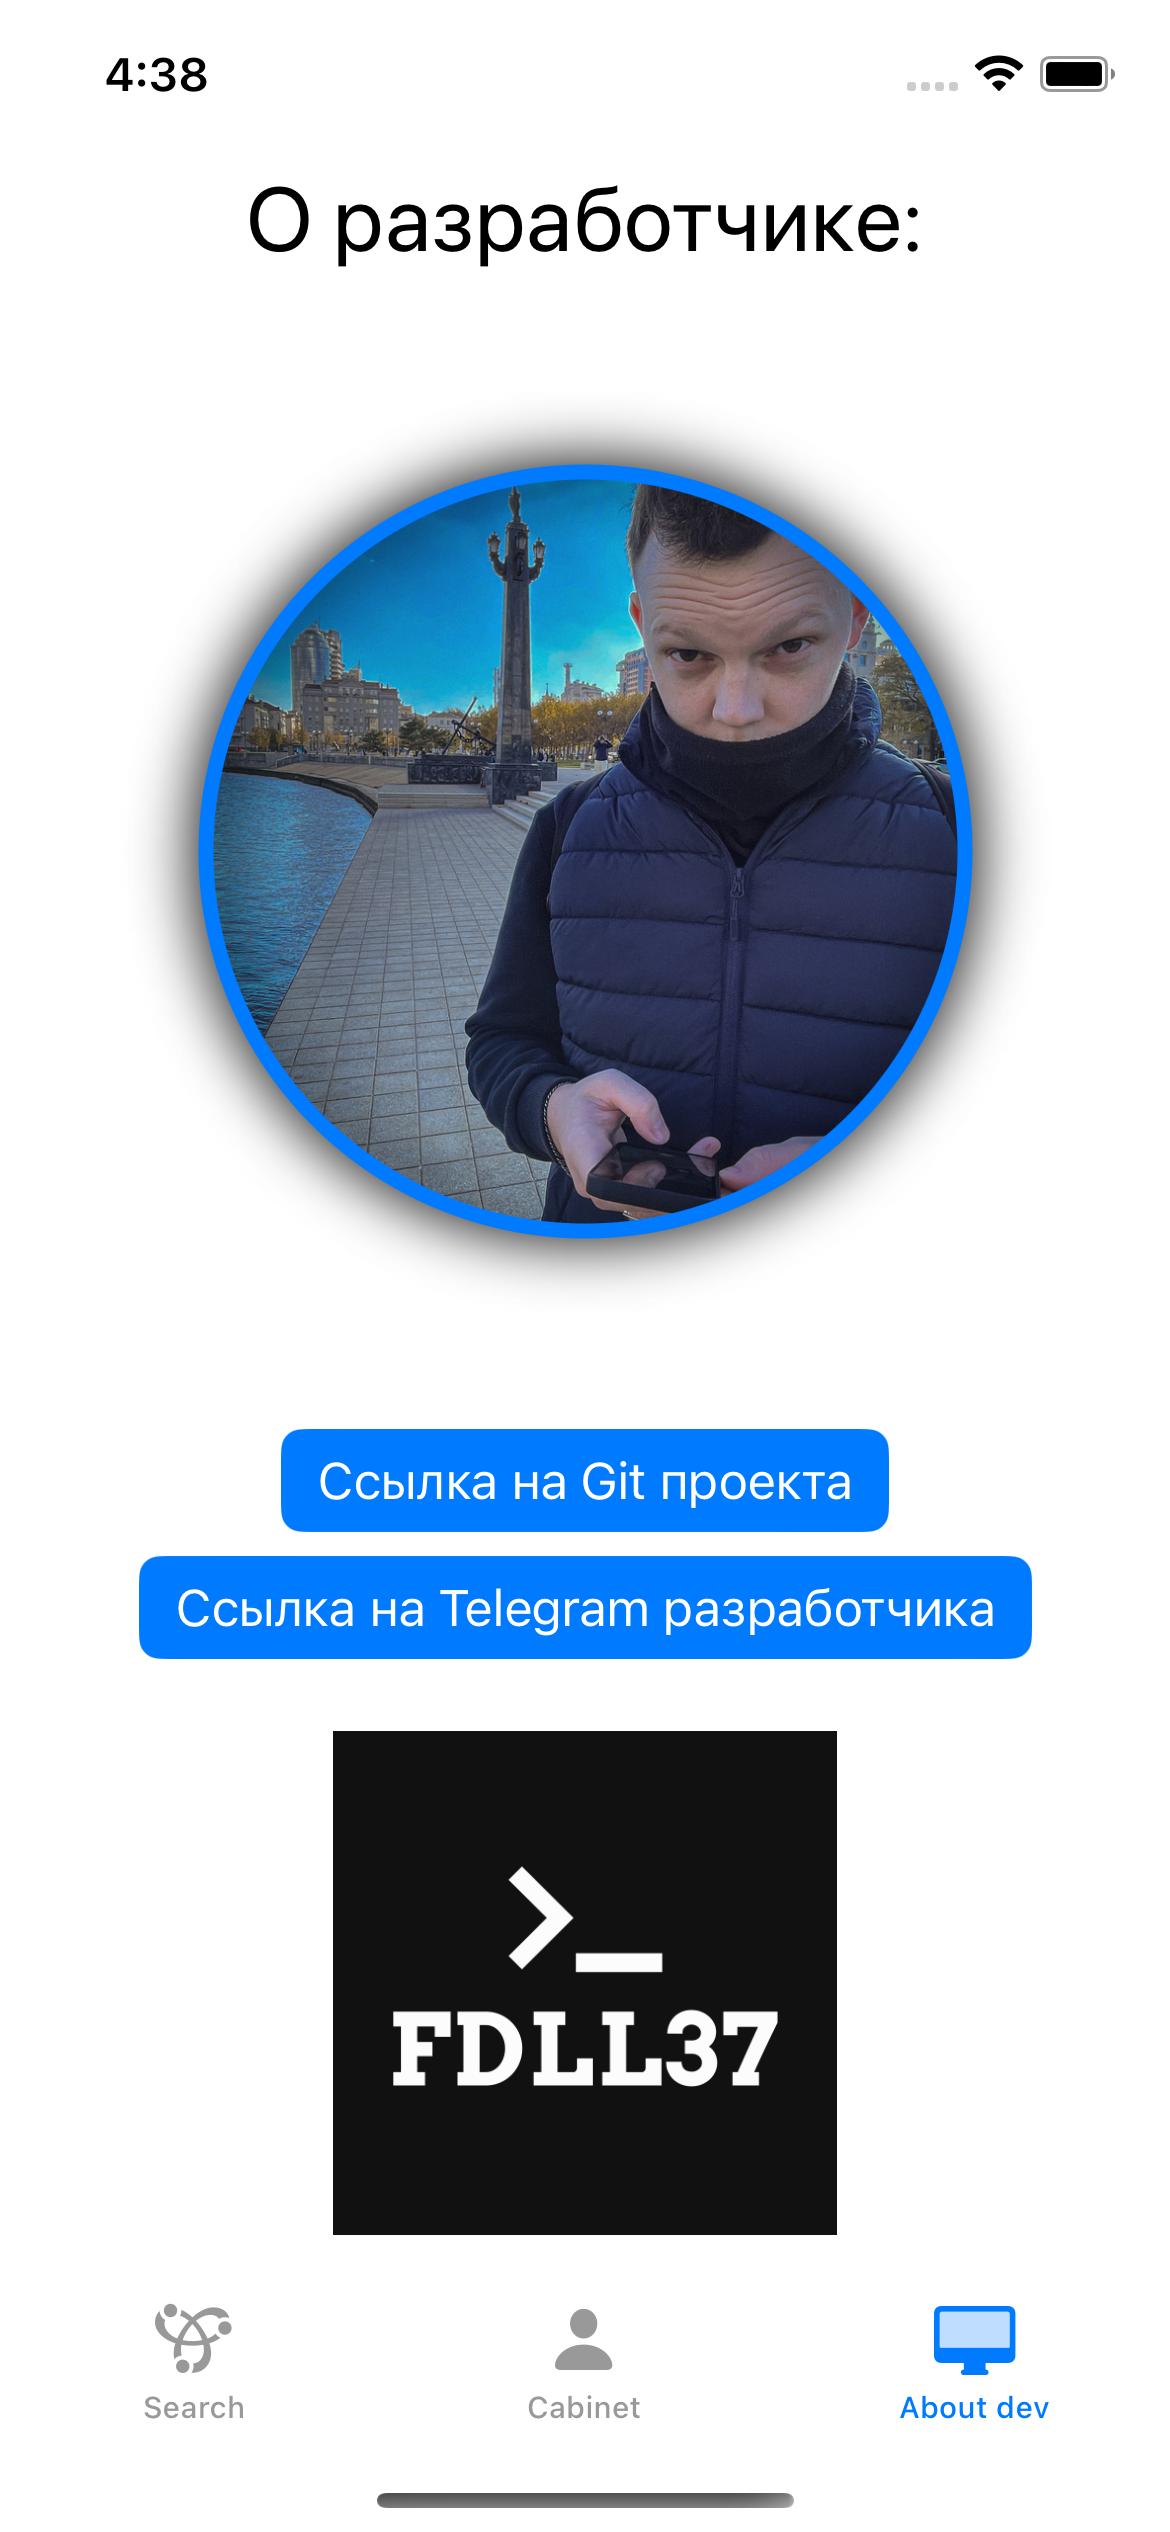 4:38
О разработчике:
Ссылка на Git проекта
Ссылка на Telegram разработчика
>_
FDLL37
Search
Cabinet
About dev